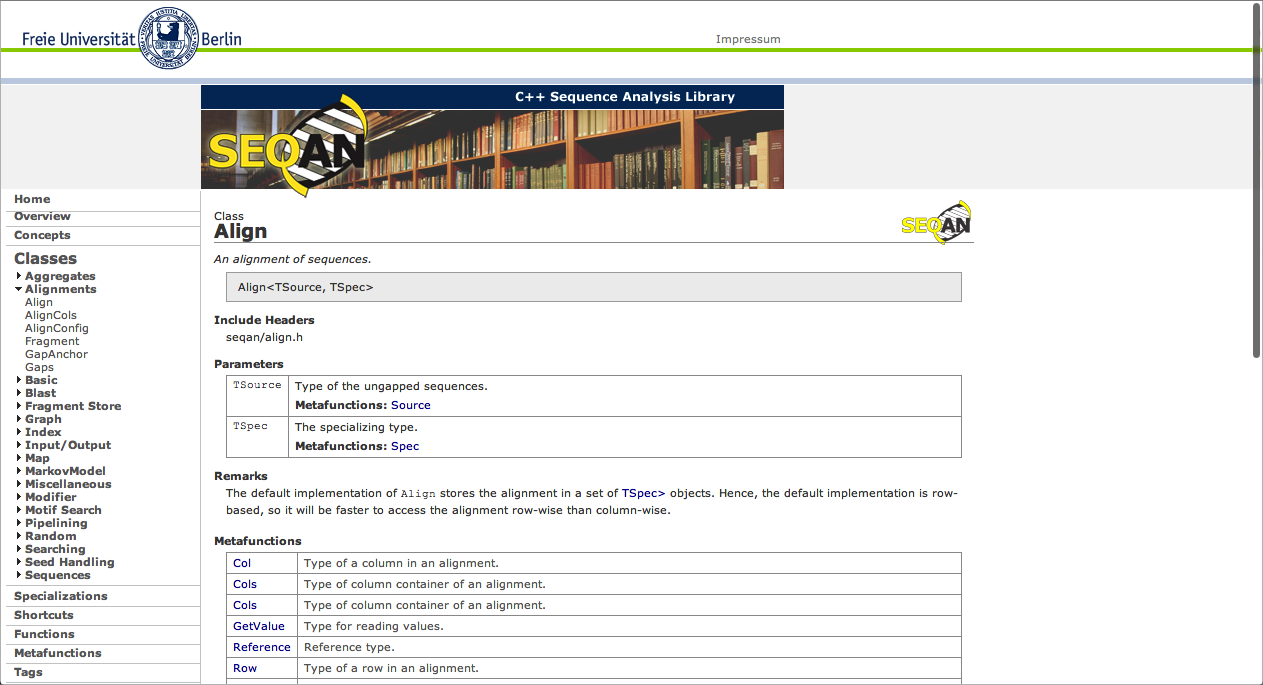 Freie Universität Berlin
Impressum
C++ Sequence Analysis Library
SEQAN
Home
Overview
Concepts
Classes
Aggregates
Alignments
Align
AlignCols
AlignConfig
Fragment
GapAnchor
Gaps
Basic
Blast
Fragment Store
Graph
Index
Input/Output
Map
MarkovModel
Miscellaneous
Modifier
Motif Search
Pipelining
Random
Searching
Seed Handling
Sequences
Specializations
Shortcuts
Functions
Metafunctions
Tags
Class
Align
SEQAN
An alignment of sequences.
Align<TSource, TSpec>
Include Headers
seqan/align.h
Parameters
TSource Type of the ungapped sequences.
Metafunctions: Source
TSpec The specializing type.
Metafunctions: Spec
Remarks
The default implementation of Align stores the alignment in a set of TSpec> objects. Hence, the default implementation is row-
based, so it will be faster to access the alignment row-wise than column-wise.
Metafunctions
Col Type of a column in an alignment.
Cols Type of column container of an alignment.
Cols Type of column container of an alignment.
GetValue Type for reading values.
Reference Reference type.
Row Type of a row in an alignment.